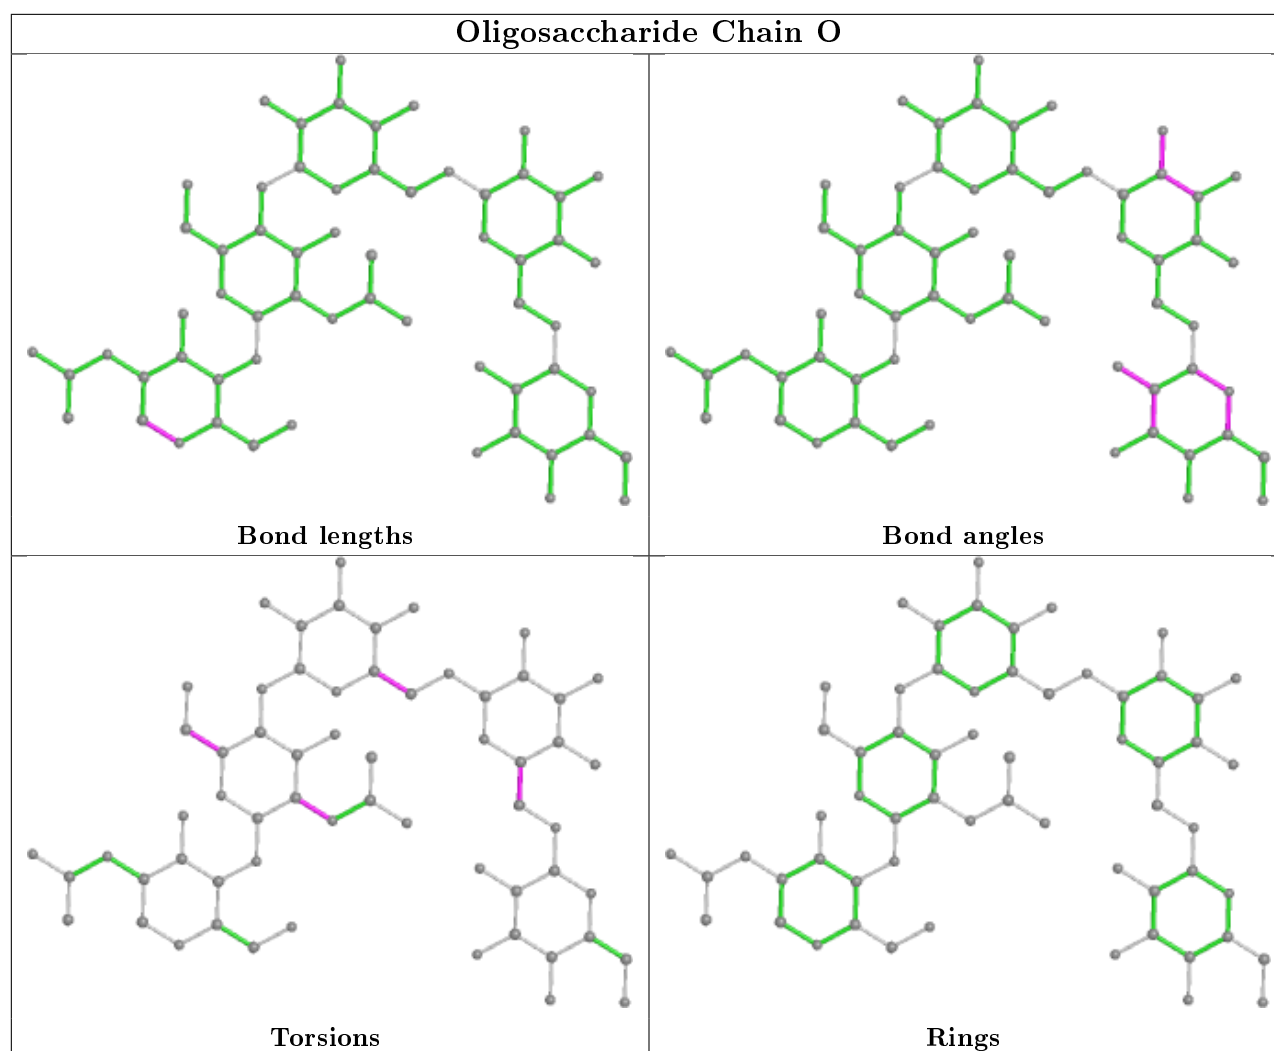 Oligosaccharide Chain O
Bond lengths
Bond angles
Torsions
Rings